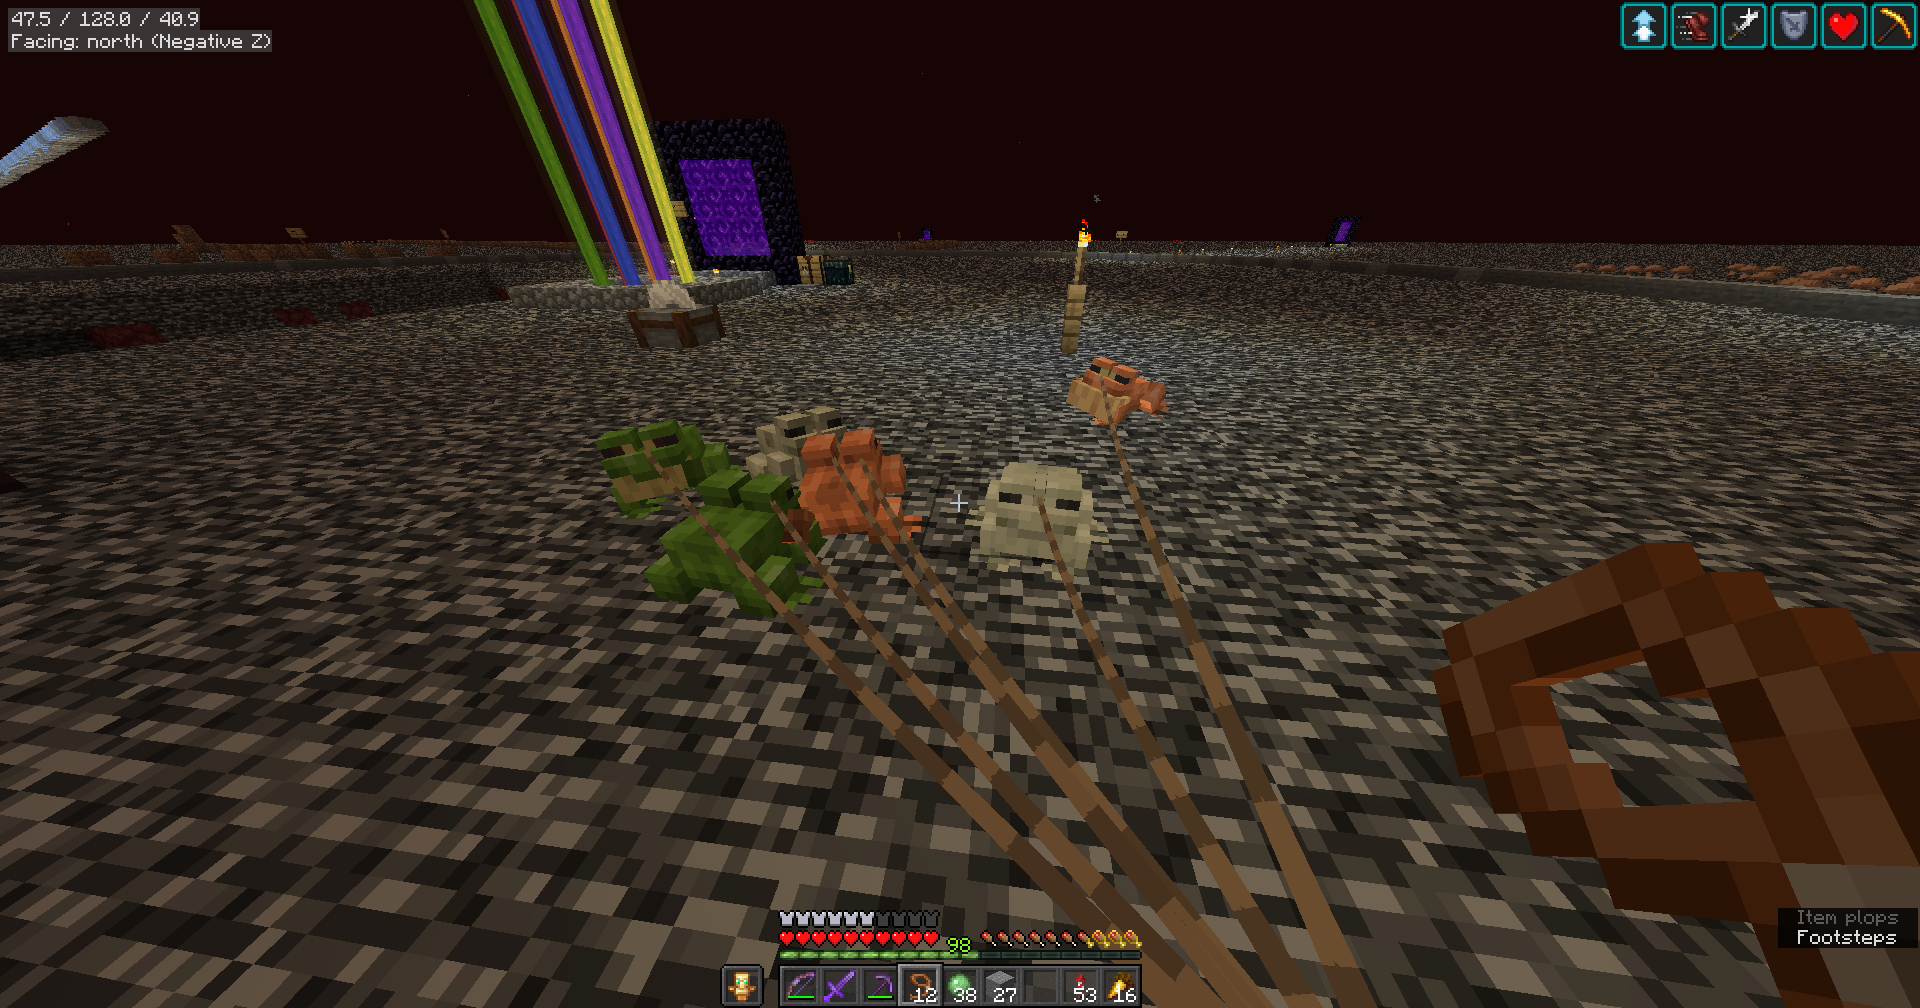 47.5 / 128.0 / 40.9
Facing: north (Negative Z)
Item plops
Footsteps
98
12
38
27
53
16